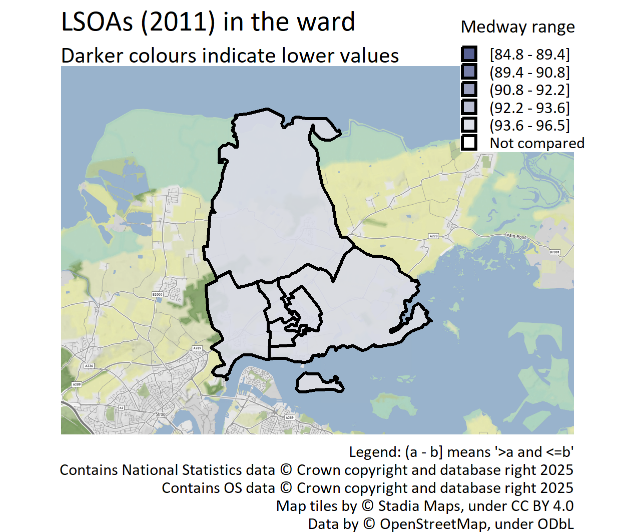 LSOAs (2011) in the ward
Darker colours indicate lower values
Medway range
[84.8 - 89.4]
(89.4 - 90.8]
(90.8 - 92.2]
(92.2 - 93.6]
(93.6 - 96.5]
Not compared
Legend: (a - b] means '>a and <=b'
Contains National Statistics data © Crown copyright and database right 2025
Contains OS data © Crown copyright and database right 2025
Map tiles by © Stadia Maps, under CC BY 4.0
Data by © OpenStreetMap, under ODbL